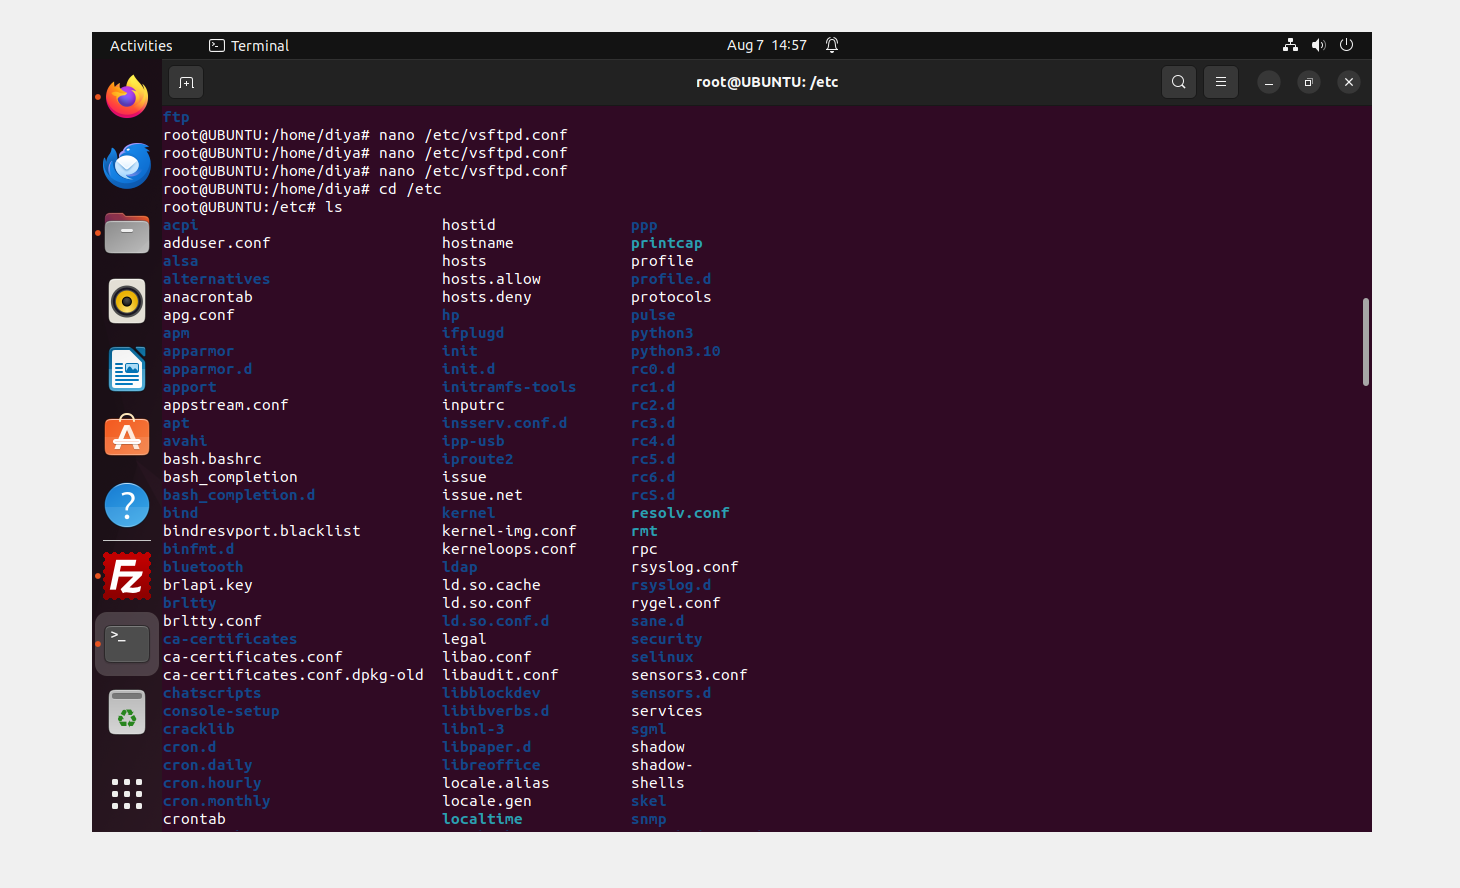 Activities Terminal Aug 7 14:57
root@UBUNTU: /etc
ftp
root@UBUNTU:/home/diya# nano /etc/vsftpd.conf
root@UBUNTU:/home/diya# nano /etc/vsftpd.conf
root@UBUNTU:/home/diya# nano /etc/vsftpd.conf
root@UBUNTU:/home/diya# cd /etc
root@UBUNTU:/etc# ls
acpi hostid ppp
adduser.conf hostname printcap
alsa hosts profile
alternatives hosts.allow profile.d
anacrontab hosts.deny protocols
apg.conf hp pulse
apm ifplugd python3
apparmor init python3.10
apparmor.d init.d rc0.d
apport initramfs-tools rc1.d
appstream.conf inputrc rc2.d
apt insserv.conf.d rc3.d
avahi ipp-usb rc4.d
bash.bashrc iproute2 rc5.d
bash_completion issue rc6.d
bash_completion.d issue.net rcS.d
bind kernel resolv.conf
bindresvport.blacklist kernel-img.conf rmt
binfmt.d kerneloops.conf rpc
bluetooth ldap rsyslog.conf
brlapi.key ld.so.cache rsyslog.d
brltty ld.so.conf rygel.conf
brltty.conf ld.so.conf.d sane.d
ca-certificates legal security
ca-certificates.conf libao.conf selinux
ca-certificates.conf.dpkg-old libaudit.conf sensors3.conf
chatscripts libblockdev sensors.d
console-setup libibverbs.d services
cracklib libnl-3 sgml
cron.d libpaper.d shadow
cron.daily libreoffice shadow-
cron.hourly locale.alias shells
cron.monthly locale.gen skel
crontab localtime snmp